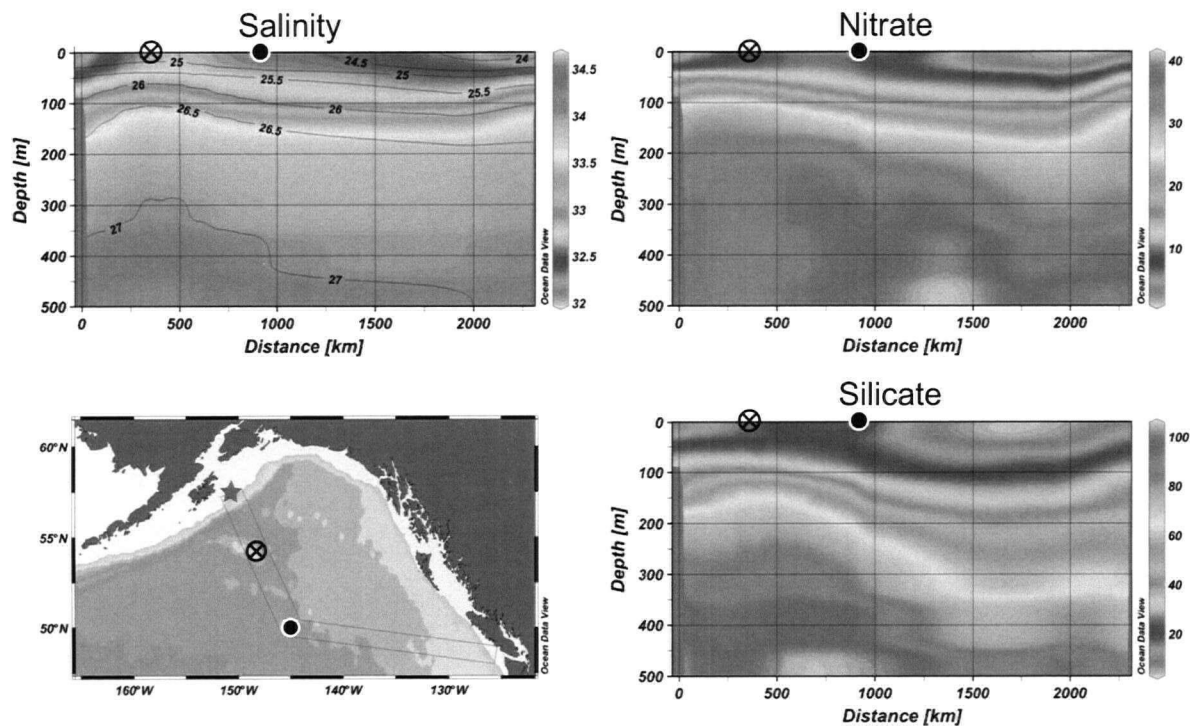 Salinity
0
100
200
300
400
500
Depth [m]
25
24.5
25
24
25.5
25.5
25.5
26
26
26.5
26.5
26.5
27
27
34.5
34
33.5
33
32.5
32
Ocean Data View
0 500 1000 1500 2000
Distance [km]
Nitrate
0
100
200
300
400
500
Depth [m]
40
30
20
10
Ocean Data View
0 500 1000 1500 2000
Distance [km]
60°N
55°N
50°N
160°W 150°W 140°W 130°W
Ocean Data View
Silicate
0
100
200
300
400
500
Depth [m]
100
80
60
40
20
Ocean Data View
0 500 1000 1500 2000
Distance [km]